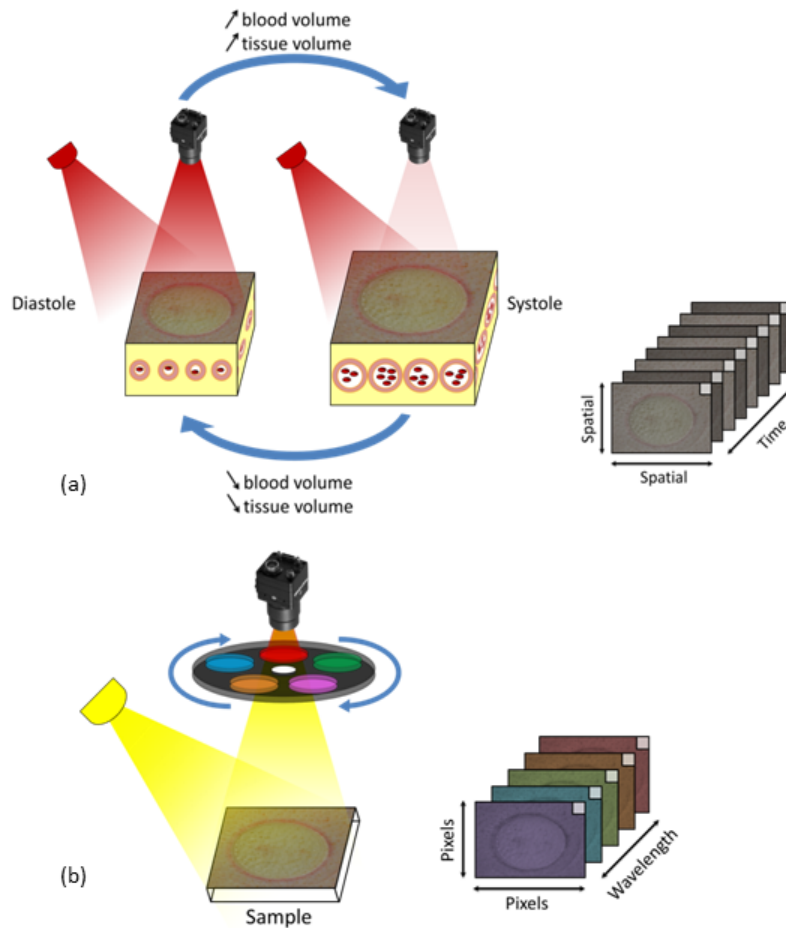 ↗ blood volume
↗ tissue volume
Diastole
Systole
Spatial
Spatial
Time
(a)
↘ blood volume
↘ tissue volume
Pixels
Pixels
Wavelength
(b)
Sample